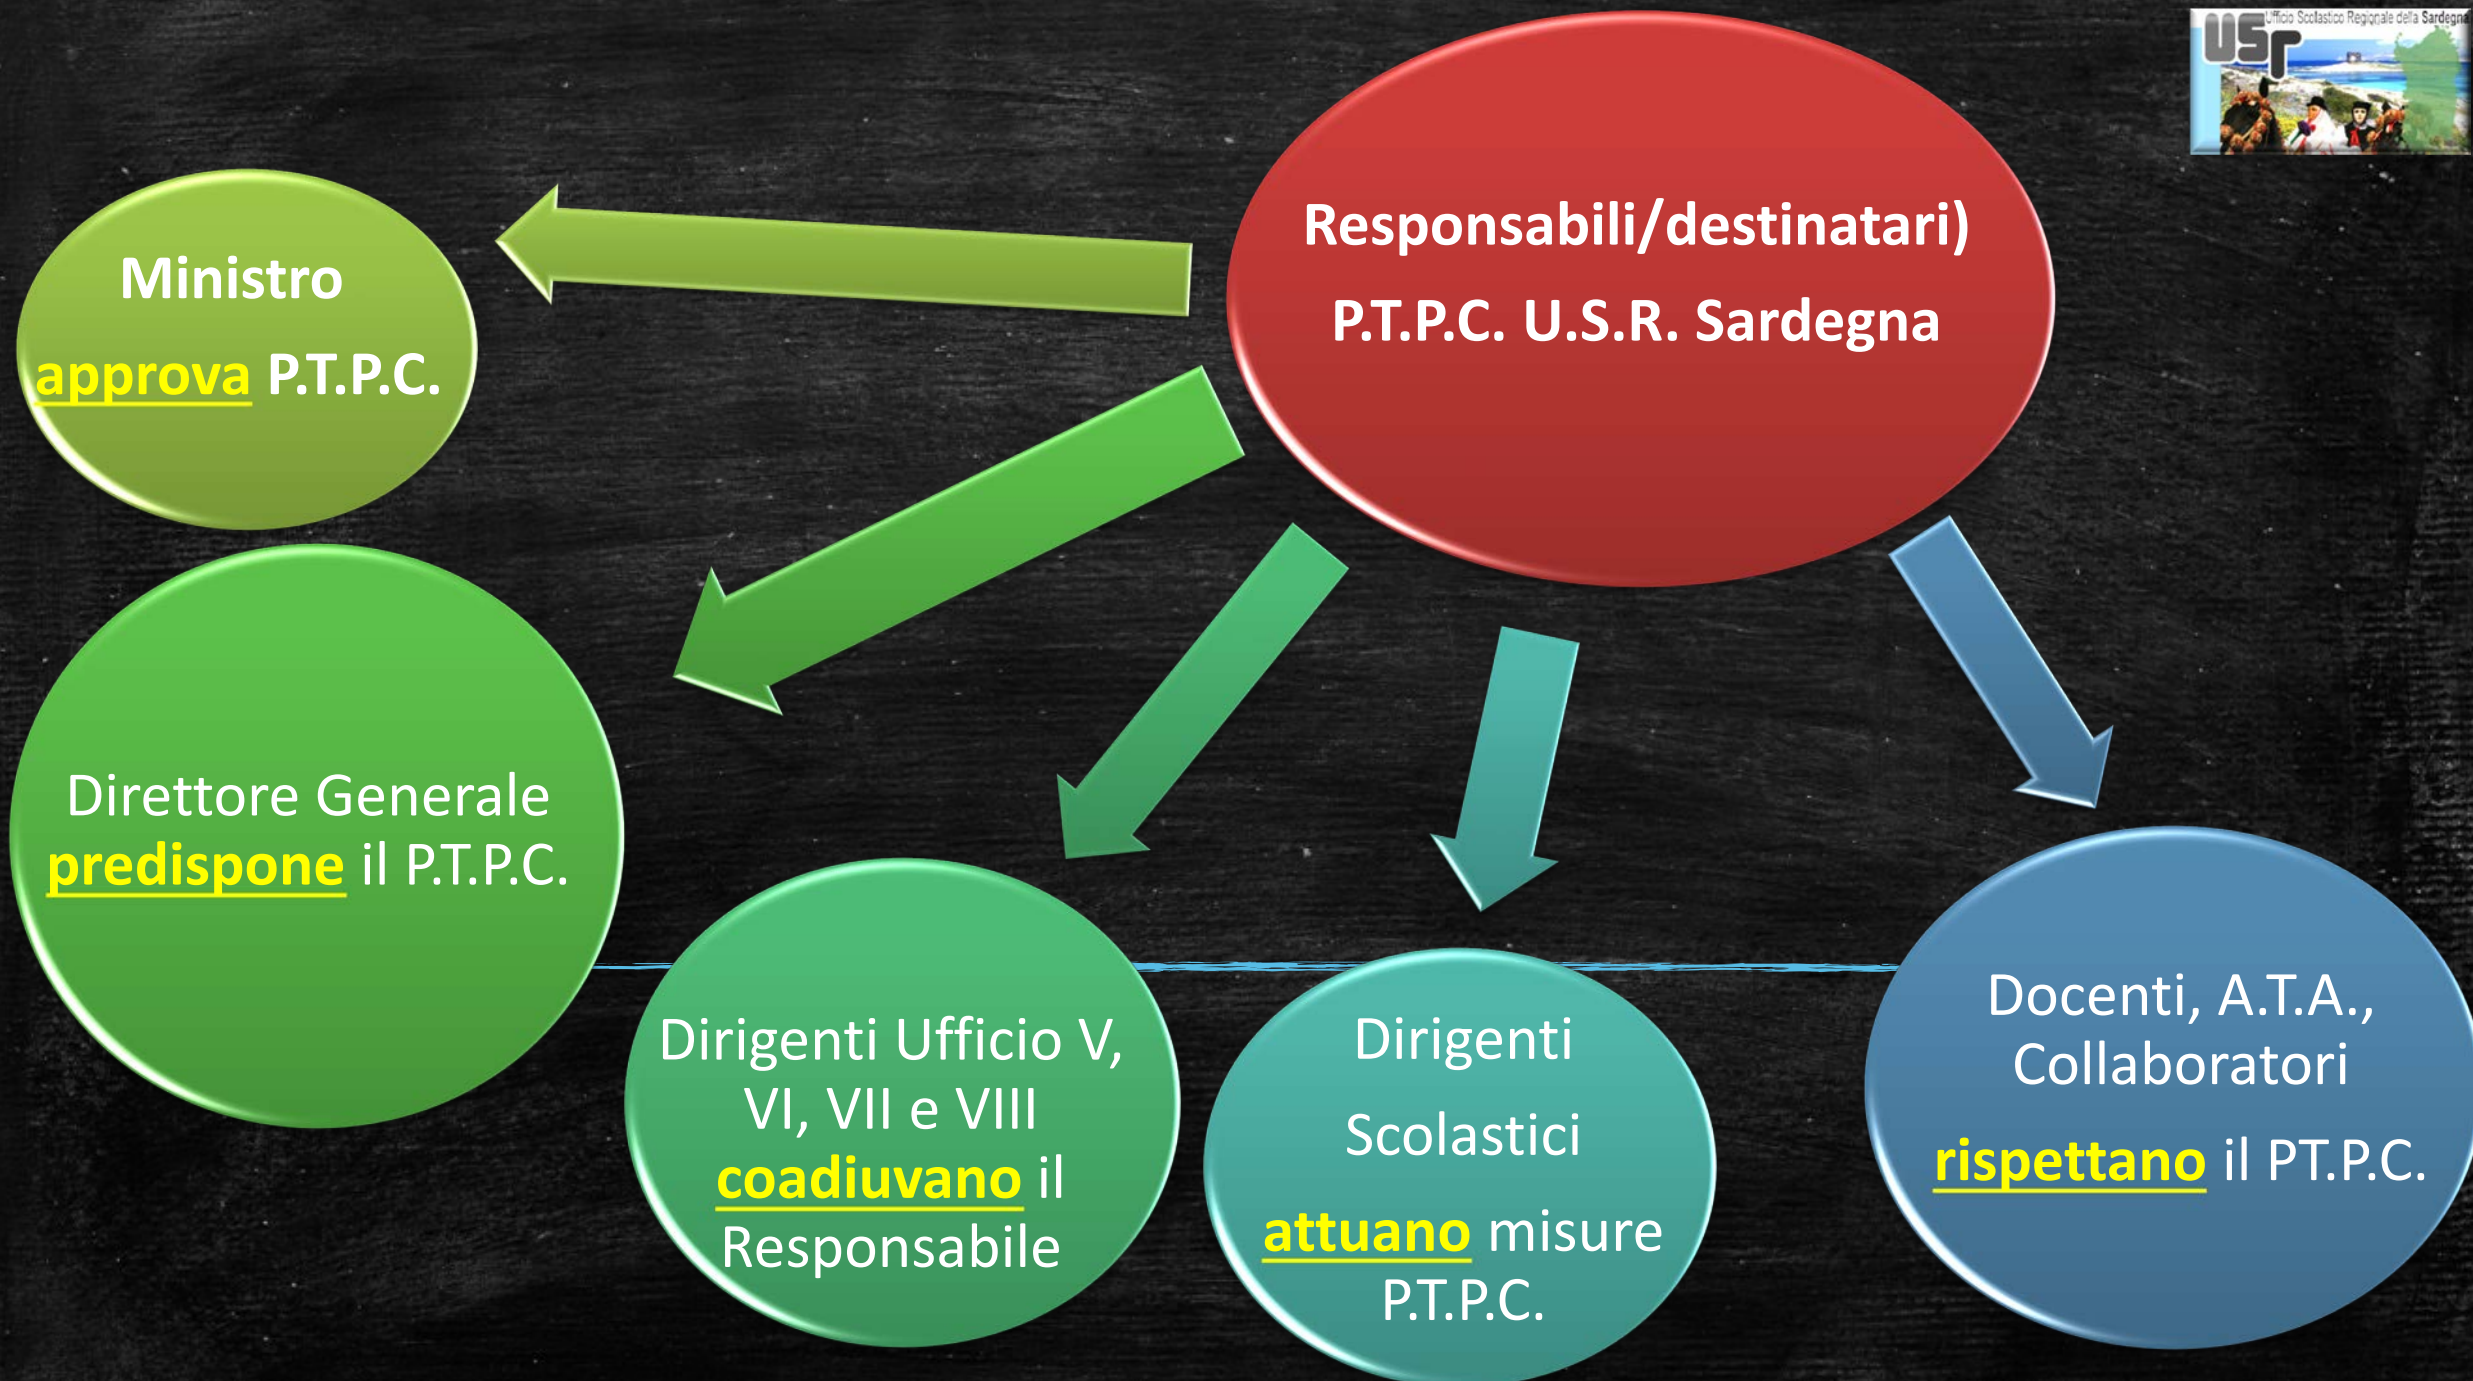 Ufficio Scolastico Regionale della Sardegna
usr
Responsabili/destinatari)
P.T.P.C. U.S.R. Sardegna
Ministro
approva P.T.P.C.
Direttore Generale
predispone il P.T.P.C.
Dirigenti Ufficio V,
VI, VII e VIII
coadiuvano il
Responsabile
Dirigenti
Scolastici
attuano misure
P.T.P.C.
Docenti, A.T.A.,
Collaboratori
rispettano il PT.P.C.